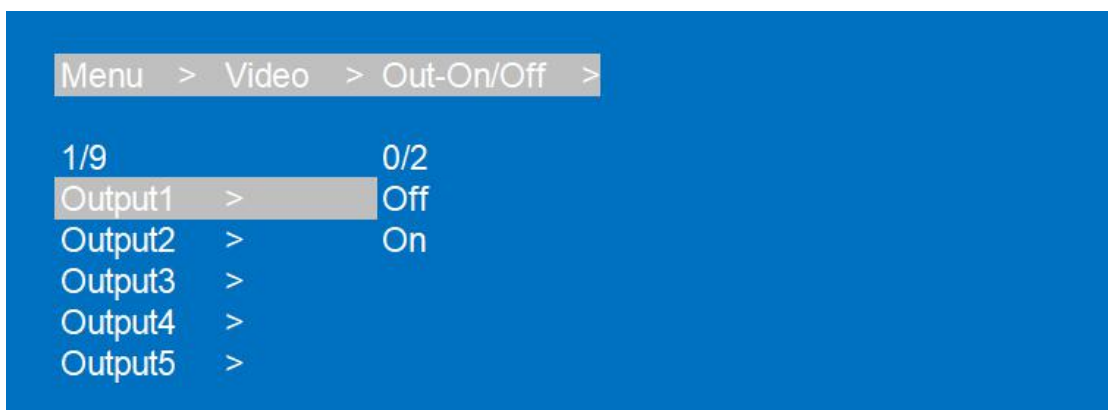 Menu > Video > Out-On/Off >
1/9 0/2
Output1 > Off
Output2 > On
Output3 >
Output4 >
Output5 >